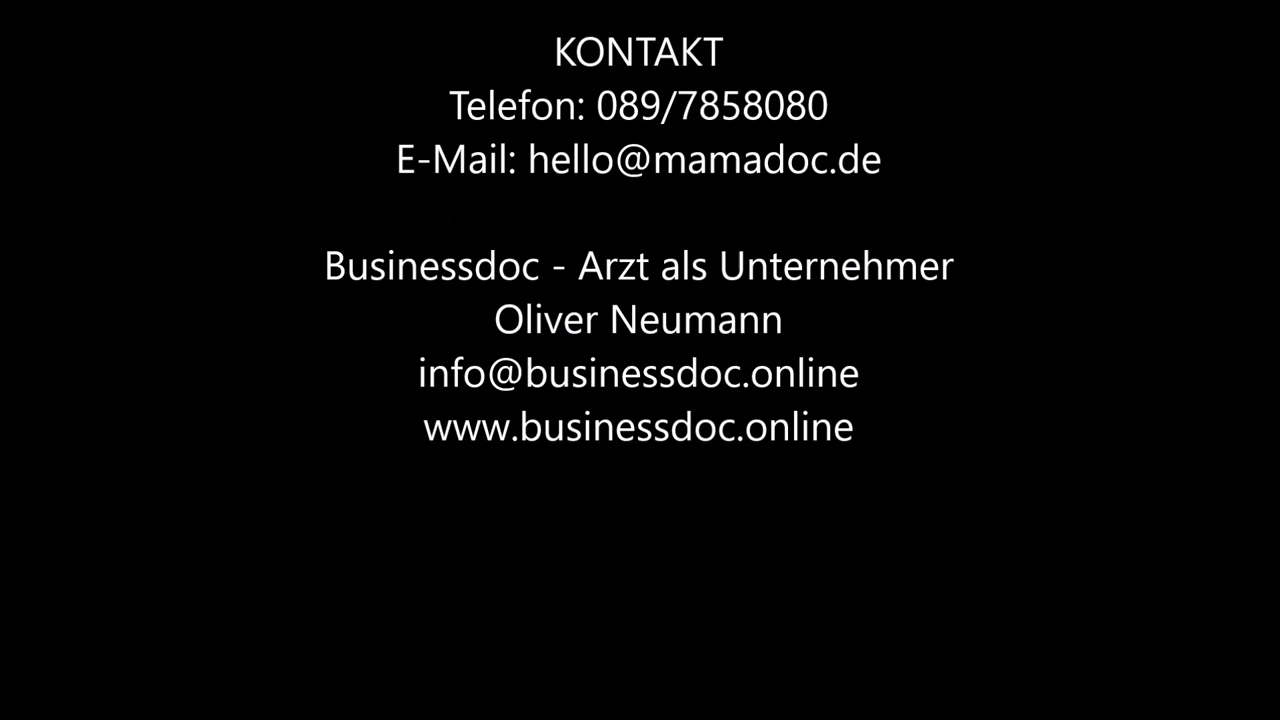 KONTAKT
Telefon: 089/7858080
E-Mail: hello@mamadoc.de
Businessdoc - Arzt als Unternehmer
Oliver Neumann
info@businessdoc.online
www.businessdoc.online